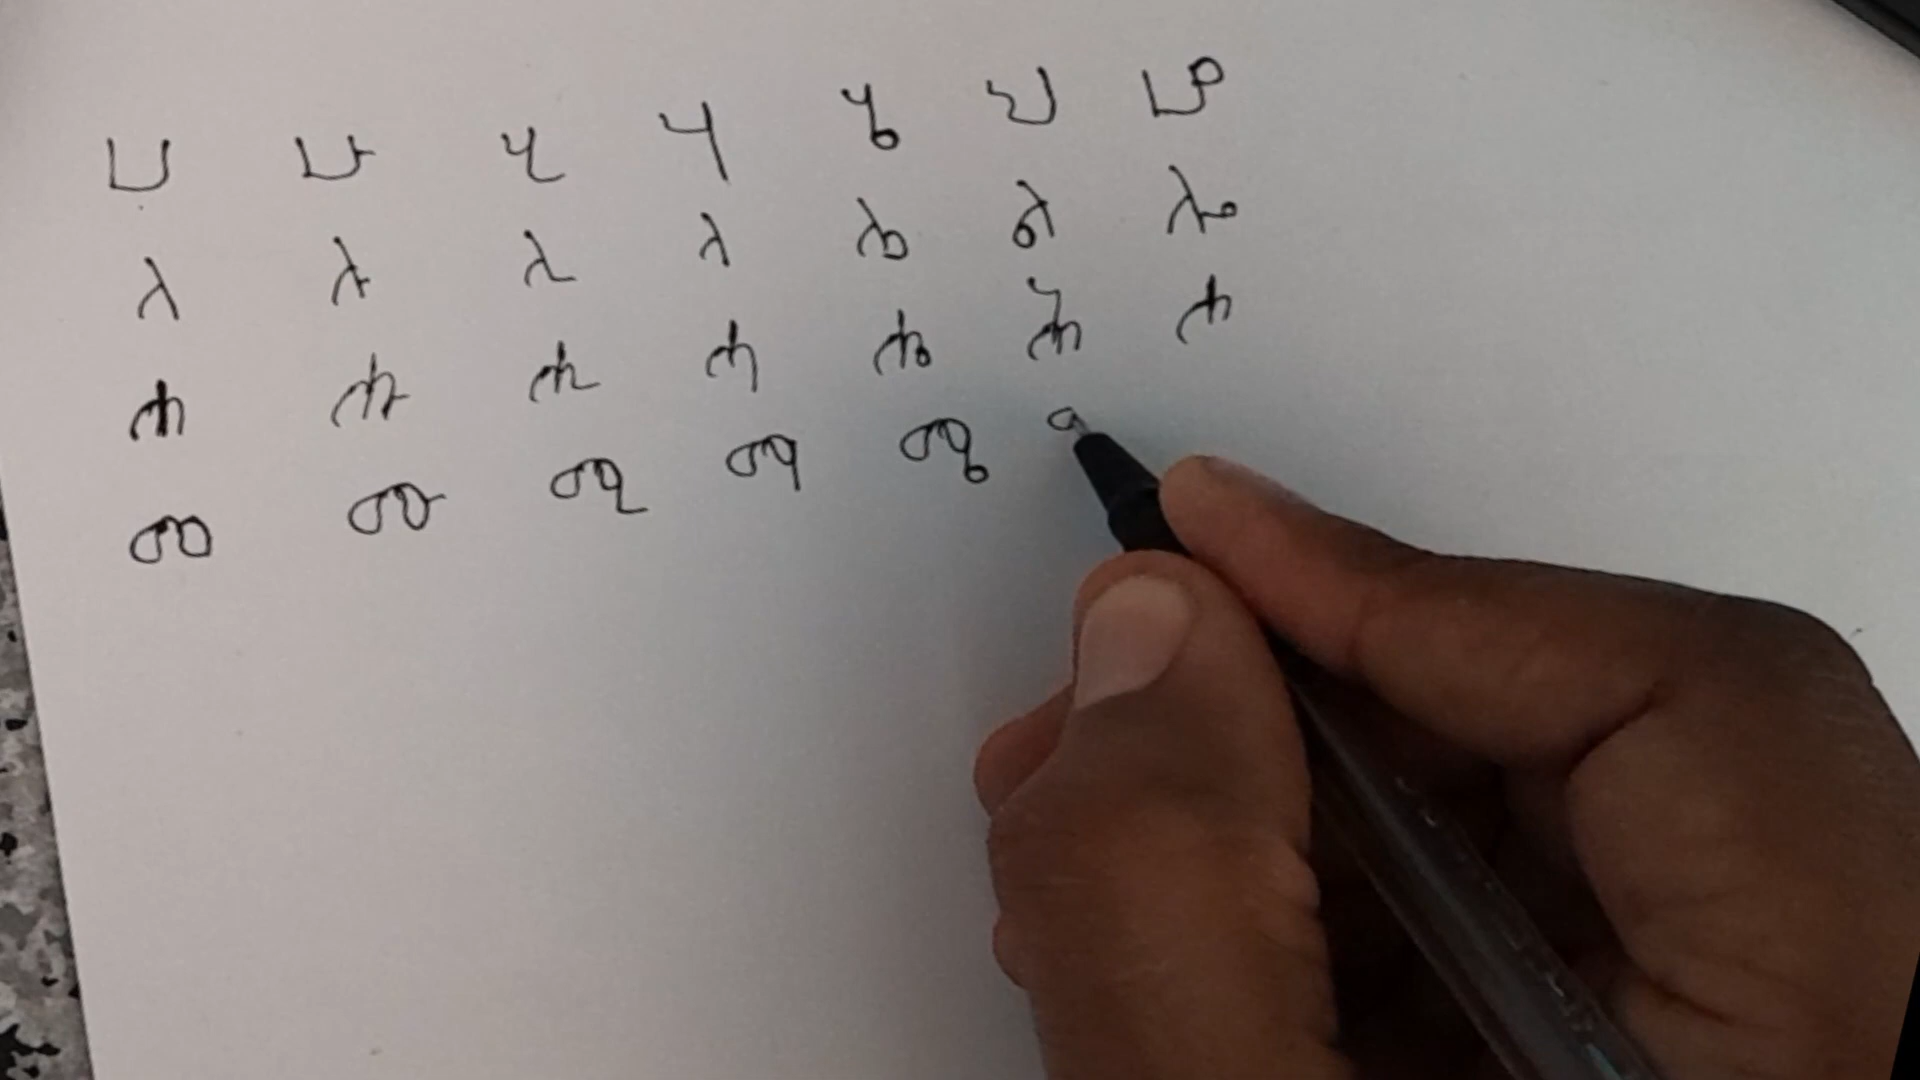 ሀ ሁ ሂ ሃ ሄ ህ ሆ
ለ ሉ ሊ ላ ሌ ል ሎ
ሐ ሑ ሒ ሓ ሔ ሕ ሖ
መ ሙ ሚ ማ ሜ